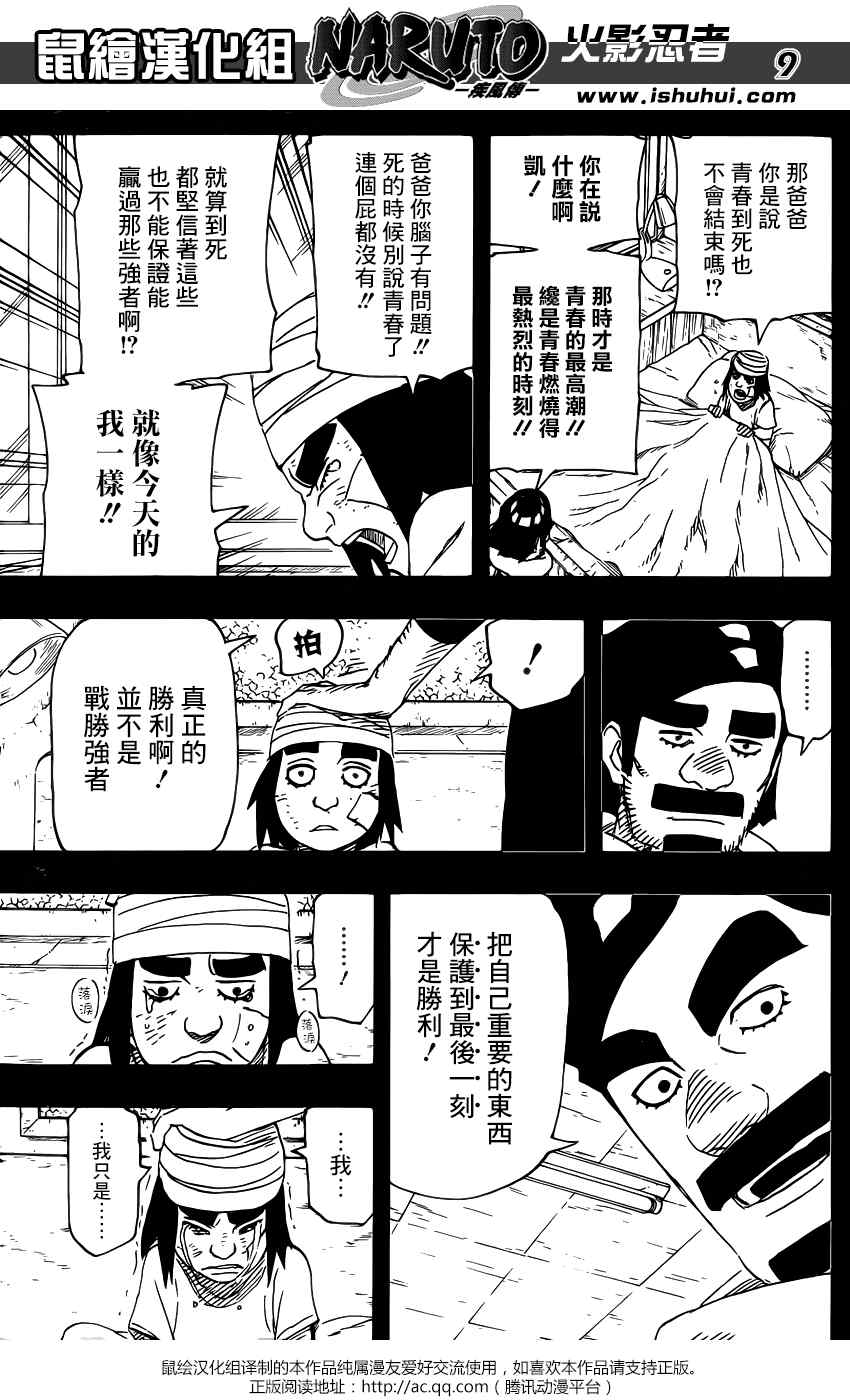 鼠繪漢化組
NARUTO
疾風傳
火影忍者
9
www.ishuhui.com
那爸爸
你是說
青春到死也
不會結束嗎!?
你在說
什麼啊
凱!
那時才是
青春的最高潮!!
纔是青春燃燒得
最熱烈的時刻!!
爸爸你腦子有問題!!
死的時候別說青春了
連個屁都沒有!!
就算到死
都堅信著這些
也不能保證能
贏過那些強者啊!?
就像今天的
我一樣!!
………
!
拍
真正的
勝利啊!
並不是
戰勝強者
把自己重要的東西
保護到最後一刻
才是勝利!
……!
落淚
落淚
…我…
…我只是……
鼠绘汉化组译制的本作品纯属漫友爱好交流使用，如喜欢本作品请支持正版。
正版阅读地址：http://ac.qq.com（腾讯动漫平台）